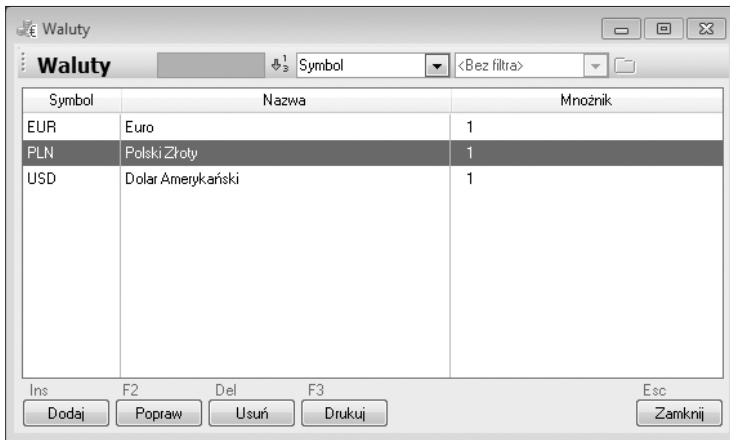 Waluty
Waluty Symbol <Bez filtra>
Symbol Nazwa Mnożnik
EUR Euro 1
PLN Polski Złoty 1
USD Dolar Amerykański 1
Ins F2 Del F3 Esc
Dodaj Popraw Usuń Drukuj Zamknij